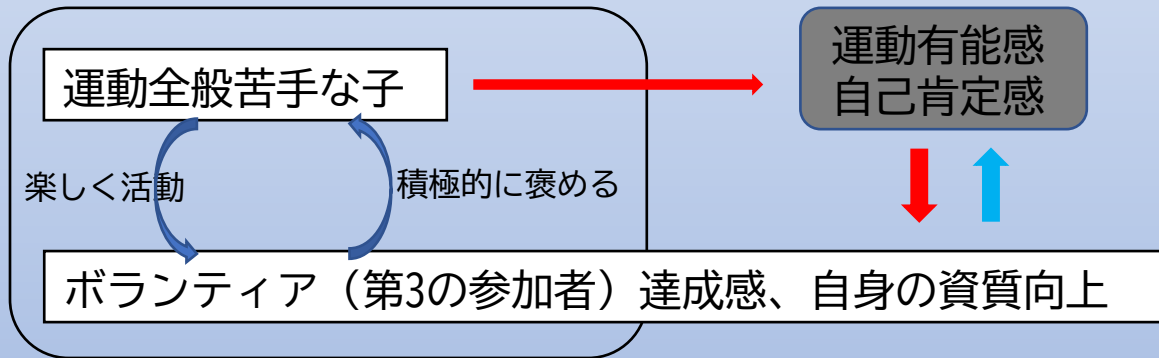 運動全般苦手な子
運動有能感
自己肯定感
楽しく活動
積極的に褒める
ボランティア（第3の参加者）達成感、自身の資質向上